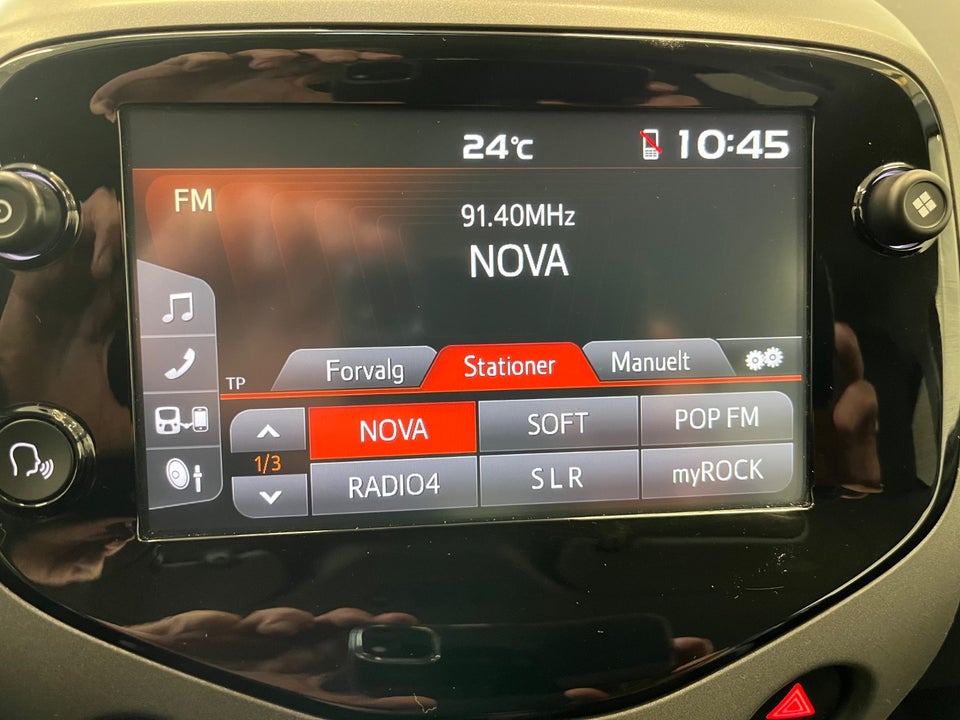 24°C 10:45
FM
91.40MHz
NOVA
TP Forvalg Stationer Manuelt
NOVA SOFT POP FM
1/3
RADIO4 SLR myROCK